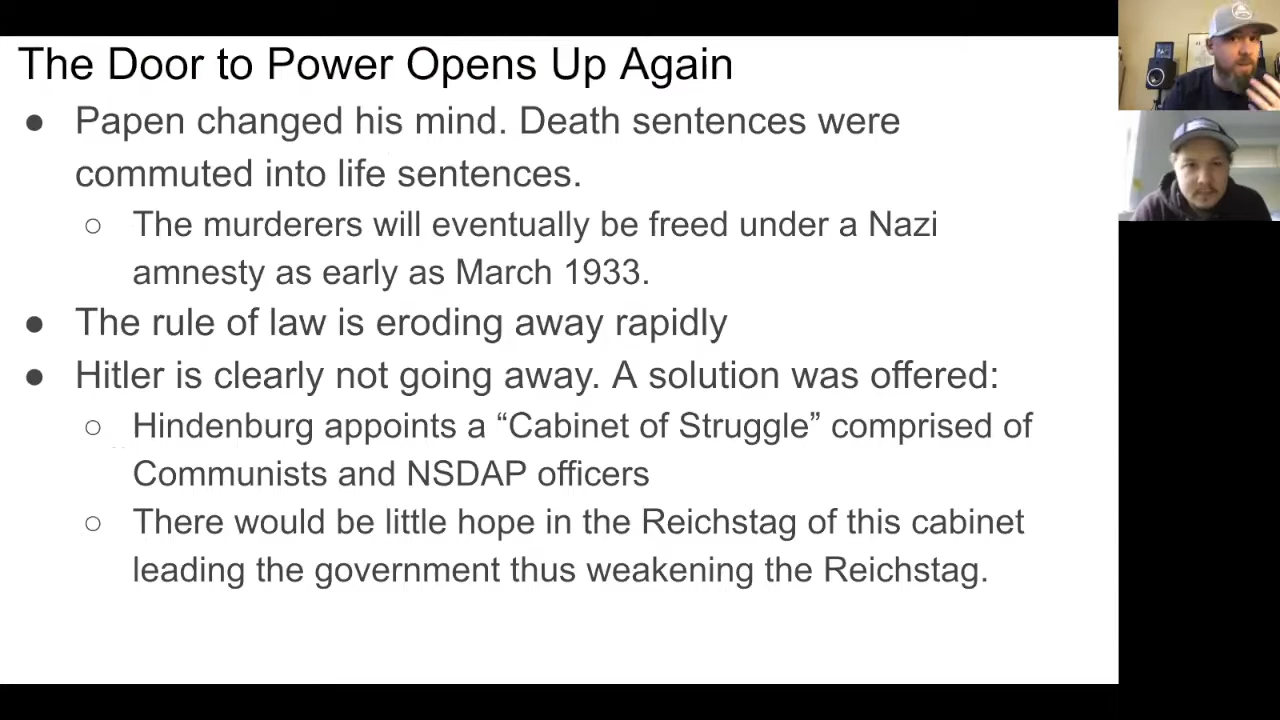 The Door to Power Opens Up Again
● Papen changed his mind. Death sentences were
commuted into life sentences.
○ The murderers will eventually be freed under a Nazi
amnesty as early as March 1933.
● The rule of law is eroding away rapidly
● Hitler is clearly not going away. A solution was offered:
○ Hindenburg appoints a “Cabinet of Struggle” comprised of
Communists and NSDAP officers
○ There would be little hope in the Reichstag of this cabinet
leading the government thus weakening the Reichstag.